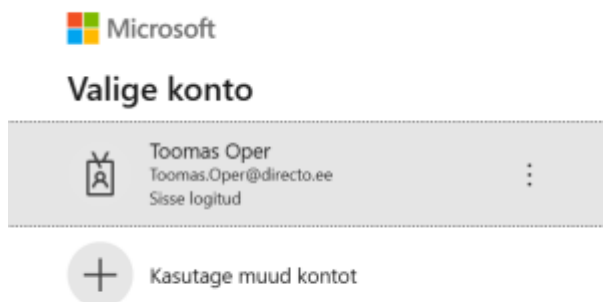 Microsoft
Valige konto
Toomas Oper
Toomas.Oper@directo.ee
Sisse logitud
Kasutage muud kontot